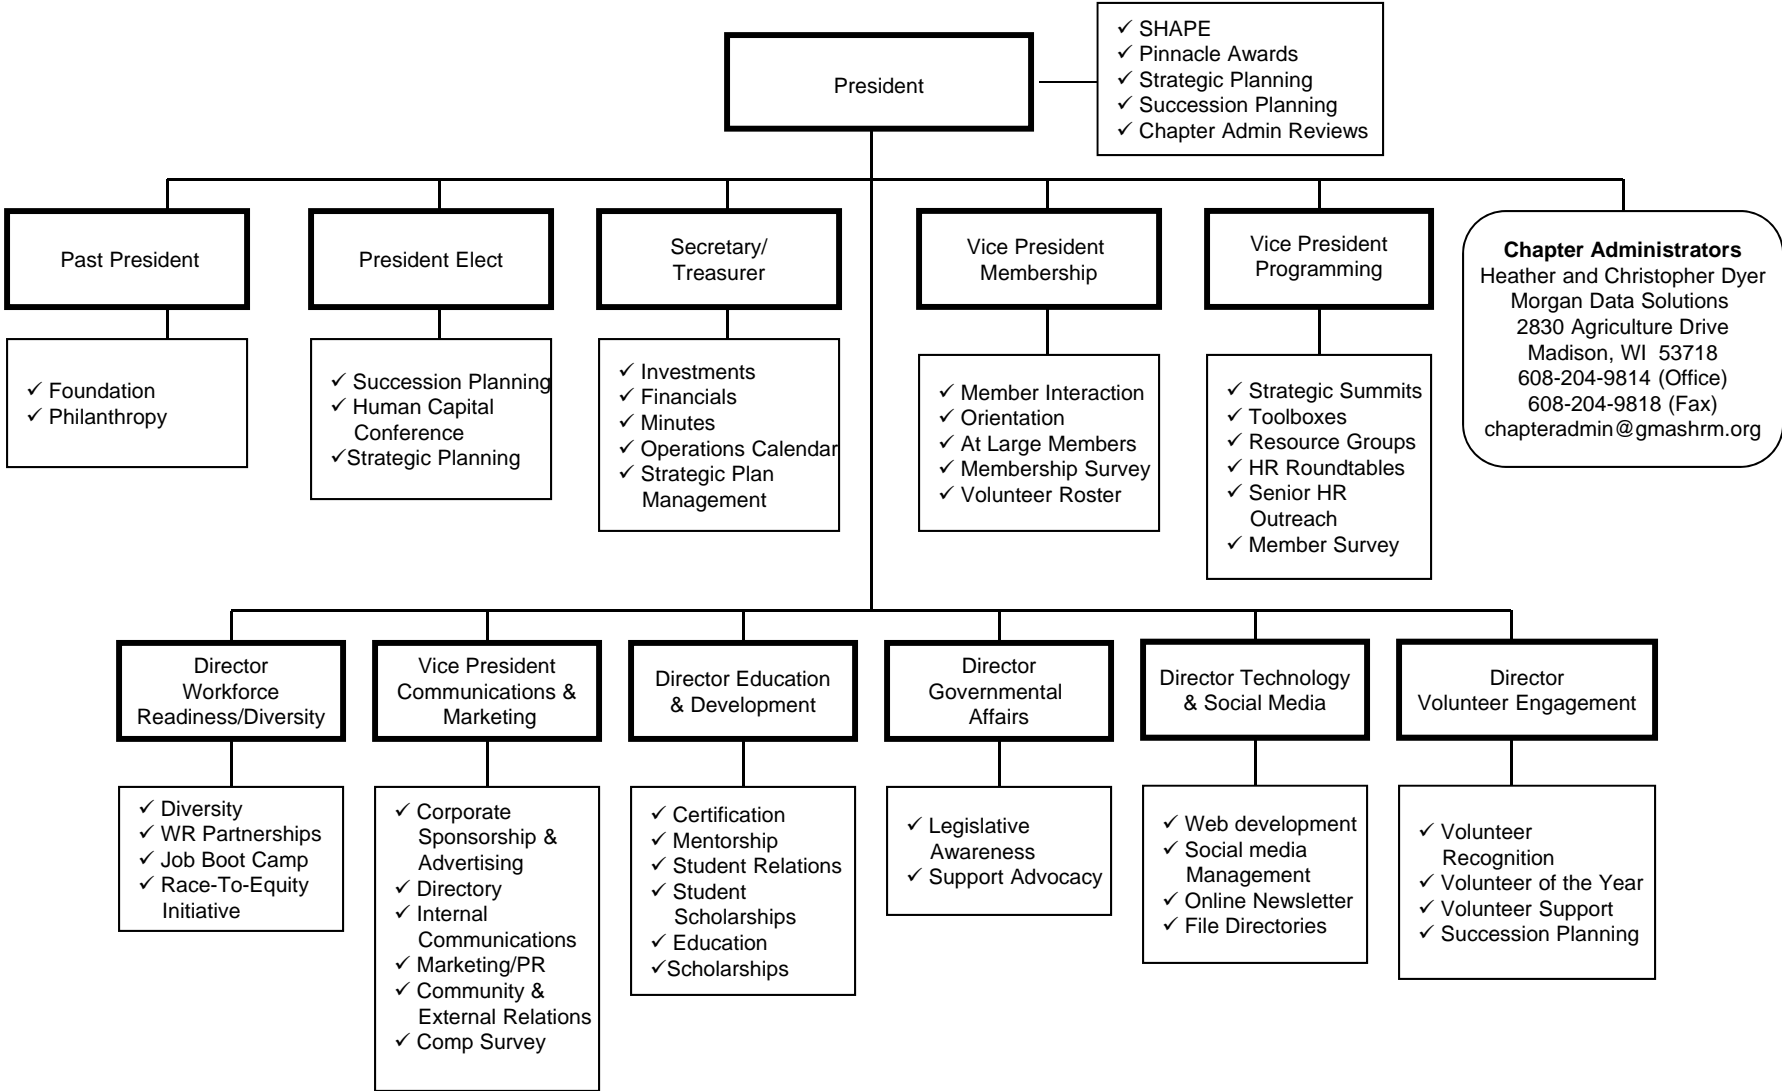 President
✓ SHAPE
✓ Pinnacle Awards
✓ Strategic Planning
✓ Succession Planning
✓ Chapter Admin Reviews
Past President
✓ Foundation
✓ Philanthropy
President Elect
✓ Succession Planning
✓ Human Capital
Conference
✓Strategic Planning
Secretary/
Treasurer
✓ Investments
✓ Financials
✓ Minutes
✓ Operations Calendar
✓ Strategic Plan
Management
Vice President
Membership
✓ Member Interaction
✓ Orientation
✓ At Large Members
✓ Membership Survey
✓ Volunteer Roster
Vice President
Programming
✓ Strategic Summits
✓ Toolboxes
✓ Resource Groups
✓ HR Roundtables
✓ Senior HR
Outreach
✓ Member Survey
Chapter Administrators
Heather and Christopher Dyer
Morgan Data Solutions
2830 Agriculture Drive
Madison, WI  53718
608-204-9814 (Office)
608-204-9818 (Fax)
chapteradmin@gmashrm.org
Director
Workforce
Readiness/Diversity
✓ Diversity
✓ WR Partnerships
✓ Job Boot Camp
✓ Race-To-Equity
Initiative
Vice President
Communications &
Marketing
✓ Corporate
Sponsorship &
Advertising
✓ Directory
✓ Internal
Communications
✓ Marketing/PR
✓ Community &
External Relations
✓ Comp Survey
Director Education
& Development
✓ Certification
✓ Mentorship
✓ Student Relations
✓ Student
Scholarships
✓ Education
✓Scholarships
Director
Governmental
Affairs
✓ Legislative
Awareness
✓ Support Advocacy
Director Technology
& Social Media
✓ Web development
✓ Social media
Management
✓ Online Newsletter
✓ File Directories
Director
Volunteer Engagement
✓ Volunteer
Recognition
✓ Volunteer of the Year
✓ Volunteer Support
✓ Succession Planning